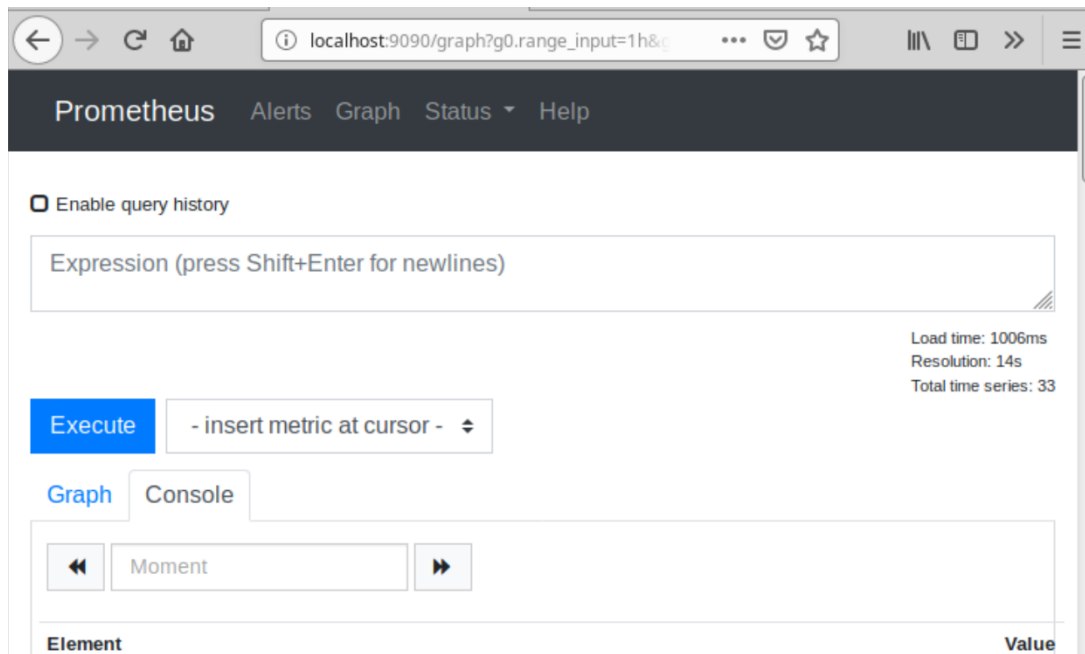 localhost:9090/graph?g0.range_input=1h&
Prometheus Alerts Graph Status Help
Enable query history
Expression (press Shift+Enter for newlines)
Load time: 1006ms
Resolution: 14s
Total time series: 33
Execute - insert metric at cursor -
Graph Console
Moment
Element Value